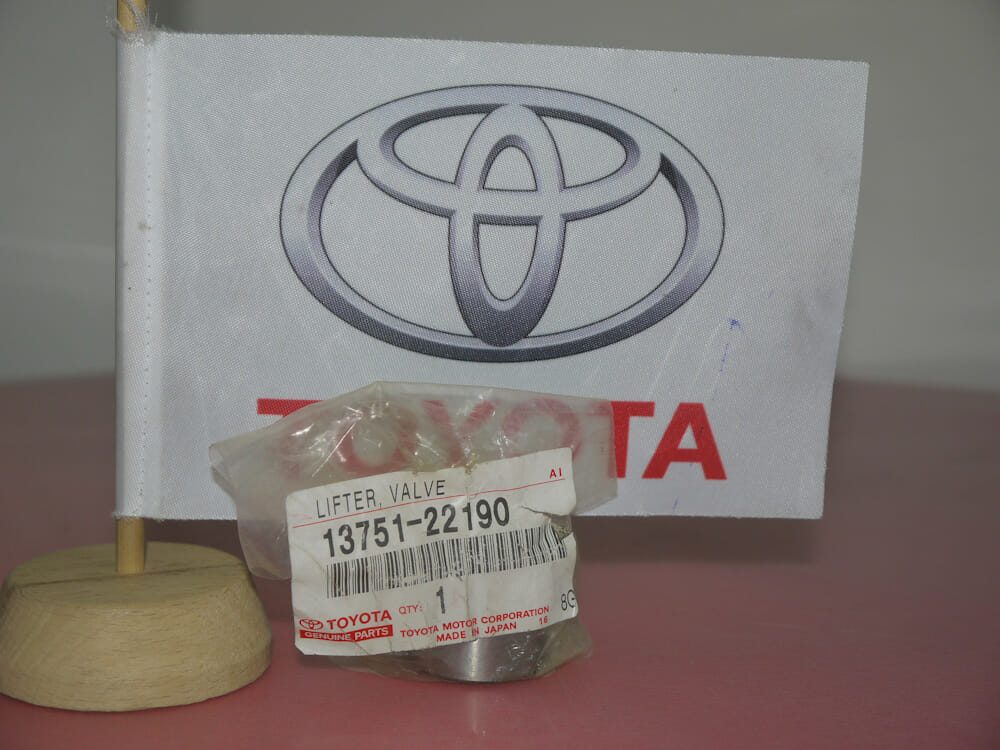 TOYOTA
LIFTER, VALVE
A1
13751-22190
TOYOTA
GENUINE PARTS
QTY: 1
8G
TOYOTA MOTOR CORPORATION
MADE IN JAPAN 16